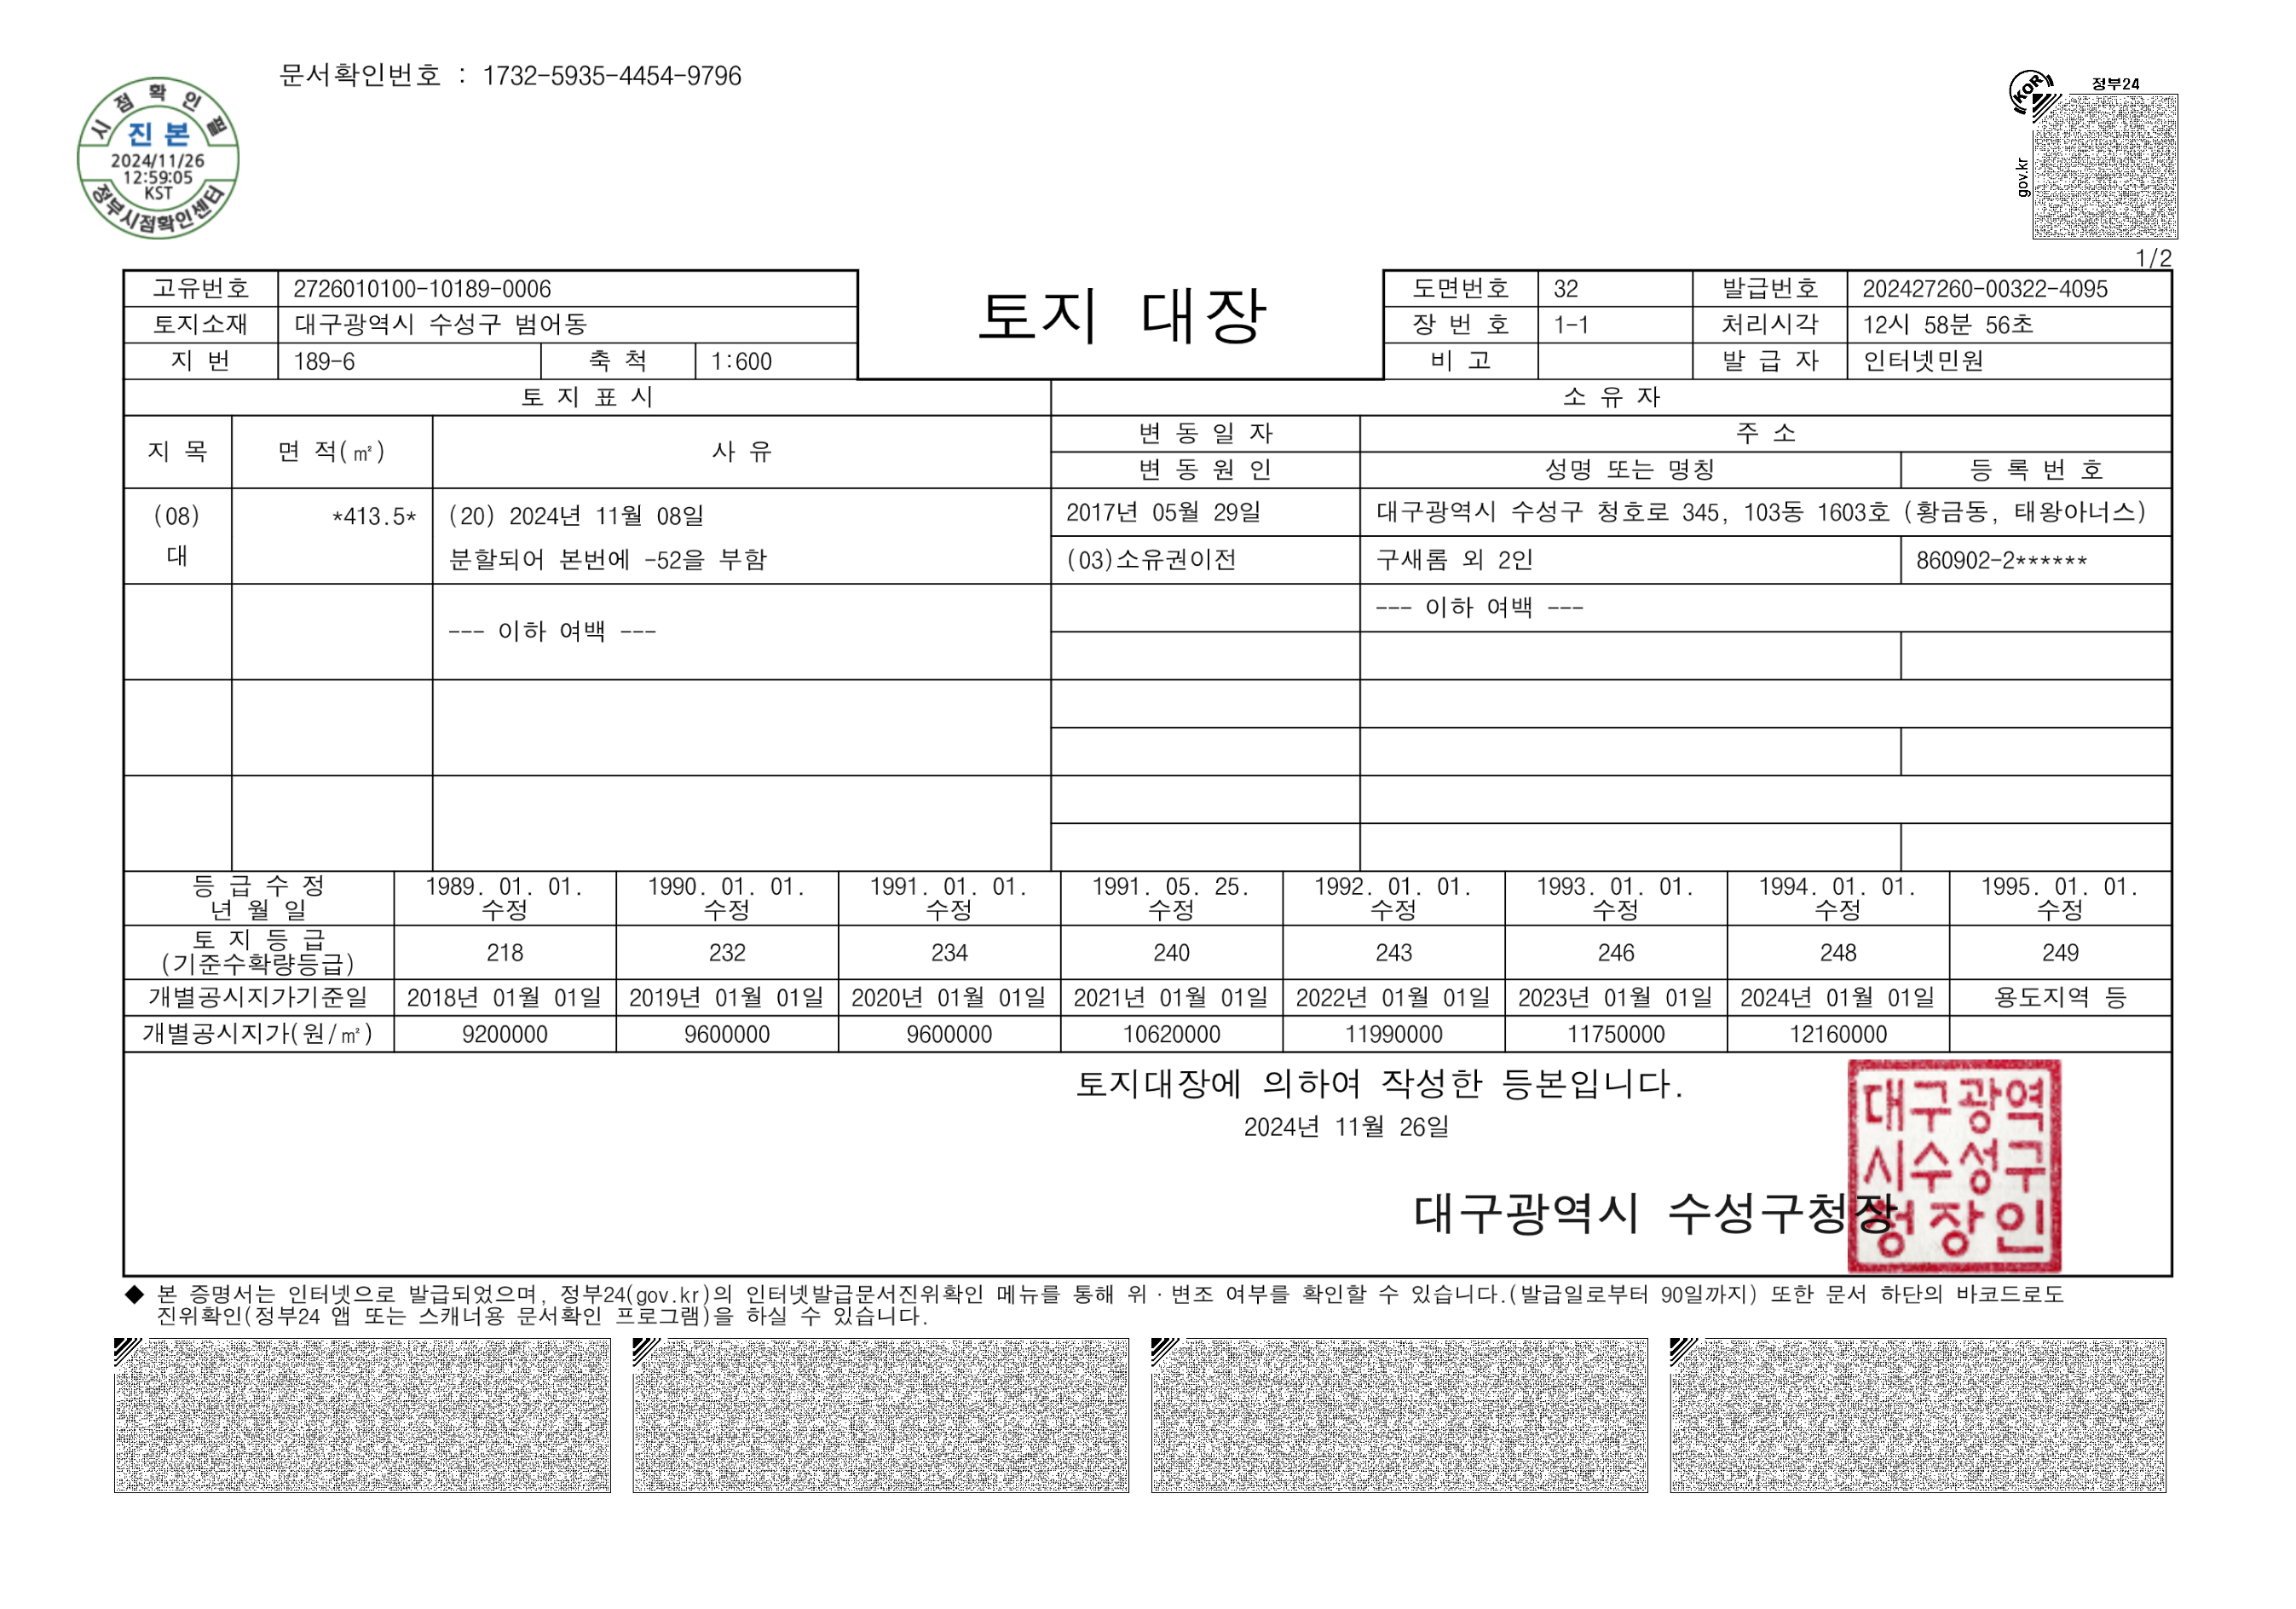 문서확인번호 : 1732-5935-4454-9796
시점확인필
진본
2024/11/26
12:59:05
KST
정부시점확인센터
KOR
정부24
gov.kr
1/2
고유번호 2726010100-10189-0006
토지소재 대구광역시 수성구 범어동
지 번 189-6 축 척 1:600
토지 대장
도면번호 32 발급번호 202427260-00322-4095
장 번 호 1-1 처리시각 12시 58분 56초
비 고 발 급 자 인터넷민원
토 지 표 시 소 유 자
지 목 면 적(㎡) 사 유
변 동 일 자 주 소
변 동 원 인 성명 또는 명칭 등 록 번 호
(08) *413.5* (20) 2024년 11월 08일
대 분할되어 본번에 -52을 부함
2017년 05월 29일 대구광역시 수성구 청호로 345, 103동 1603호 (황금동, 태왕아너스)
(03)소유권이전 구새롬 외 2인 860902-2******
--- 이하 여백 ---
--- 이하 여백 ---
등 급 수 정
년 월 일
1989. 01. 01. 수정 1990. 01. 01. 수정 1991. 01. 01. 수정 1991. 05. 25. 수정 1992. 01. 01. 수정 1993. 01. 01. 수정 1994. 01. 01. 수정 1995. 01. 01. 수정
토 지 등 급
(기준수확량등급)
218 232 234 240 243 246 248 249
개별공시지가기준일 2018년 01월 01일 2019년 01월 01일 2020년 01월 01일 2021년 01월 01일 2022년 01월 01일 2023년 01월 01일 2024년 01월 01일 용도지역 등
개별공시지가(원/㎡) 9200000 9600000 9600000 10620000 11990000 11750000 12160000
토지대장에 의하여 작성한 등본입니다.
2024년 11월 26일
대구광역시 수성구청장
대구광역
시수성구
청장인
◆ 본 증명서는 인터넷으로 발급되었으며, 정부24(gov.kr)의 인터넷발급문서진위확인 메뉴를 통해 위·변조 여부를 확인할 수 있습니다.(발급일로부터 90일까지) 또한 문서 하단의 바코드로도
진위확인(정부24 앱 또는 스캐너용 문서확인 프로그램)을 하실 수 있습니다.